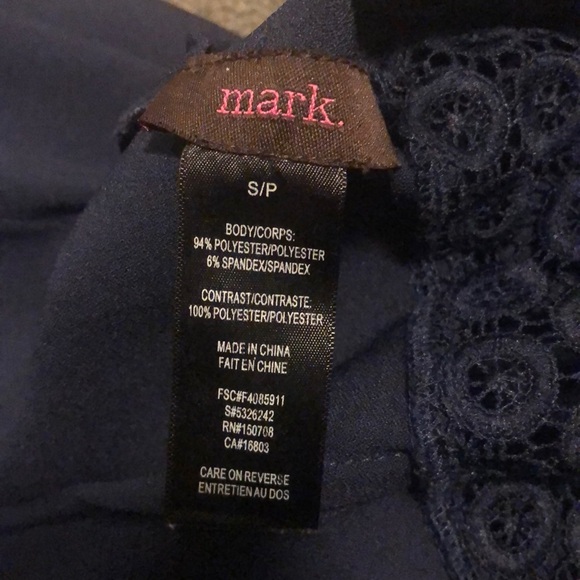 mark.
S/P
BODY/CORPS:
94% POLYESTER/POLYESTER
6% SPANDEX/SPANDEX
CONTRAST/CONTRASTE:
100% POLYESTER/POLYESTER
MADE IN CHINA
FAIT EN CHINE
FSC#F4085911
S#5326242
RN#150708
CA#16803
CARE ON REVERSE
ENTRETIEN AU DOS